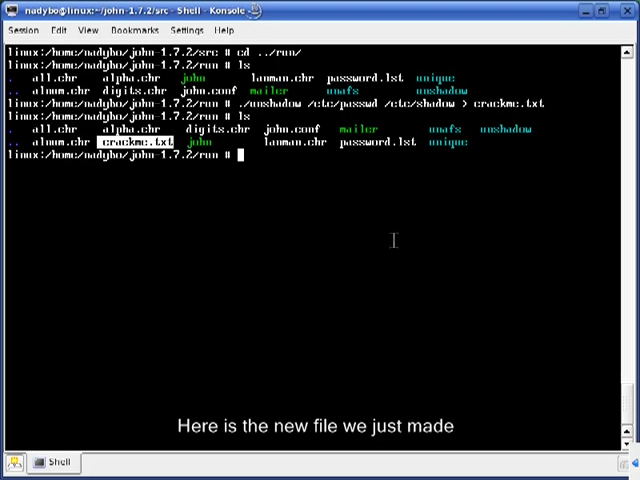 nadybo@linux:~/john-1.7.2/src - Shell - Konsole
Session Edit View Bookmarks Settings Help
linux:/home/nadybo/john-1.7.2/src # cd ../run/
linux:/home/nadybo/john-1.7.2/run # ls
. all.chr alpha.chr john lanman.chr password.lst unique
.. alnum.chr digits.chr john.conf mailer unafs unshadow
linux:/home/nadybo/john-1.7.2/run # ./unshadow /etc/passwd /etc/shadow > crackme.txt
linux:/home/nadybo/john-1.7.2/run # ls
. all.chr alpha.chr digits.chr john.conf mailer unafs unshadow
.. alnum.chr crackme.txt john lanman.chr password.lst unique
linux:/home/nadybo/john-1.7.2/run #
Here is the new file we just made
Shell